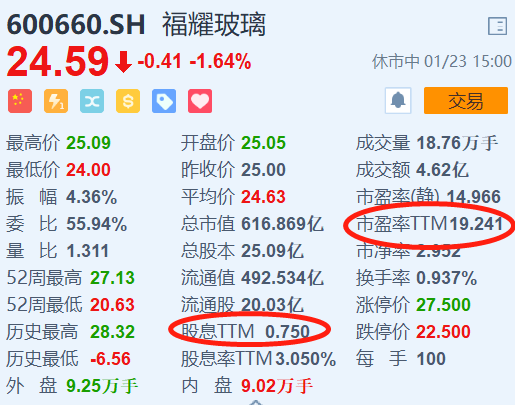 600660.SH 福耀玻璃
24.59 -0.41 -1.64% 休市中 01/23 15:00
交易
最高价 25.09 开盘价 25.05 成交量 18.76万手
最低价 24.00 昨收价 25.00 成交额 4.62亿
振幅 4.36% 平均价 24.63 市盈率(静) 14.966
委比 55.94% 总市值 616.869亿 市盈率TTM 19.241
量比 1.311 总股本 25.09亿 市净率 2.952
52周最高 27.13 流通值 492.534亿 换手率 0.937%
52周最低 20.63 流通股 20.03亿 涨停价 27.500
历史最高 28.32 股息TTM 0.750 跌停价 22.500
历史最低 -6.56 股息率TTM 3.050% 每手 100
外盘 9.25万手 内盘 9.02万手